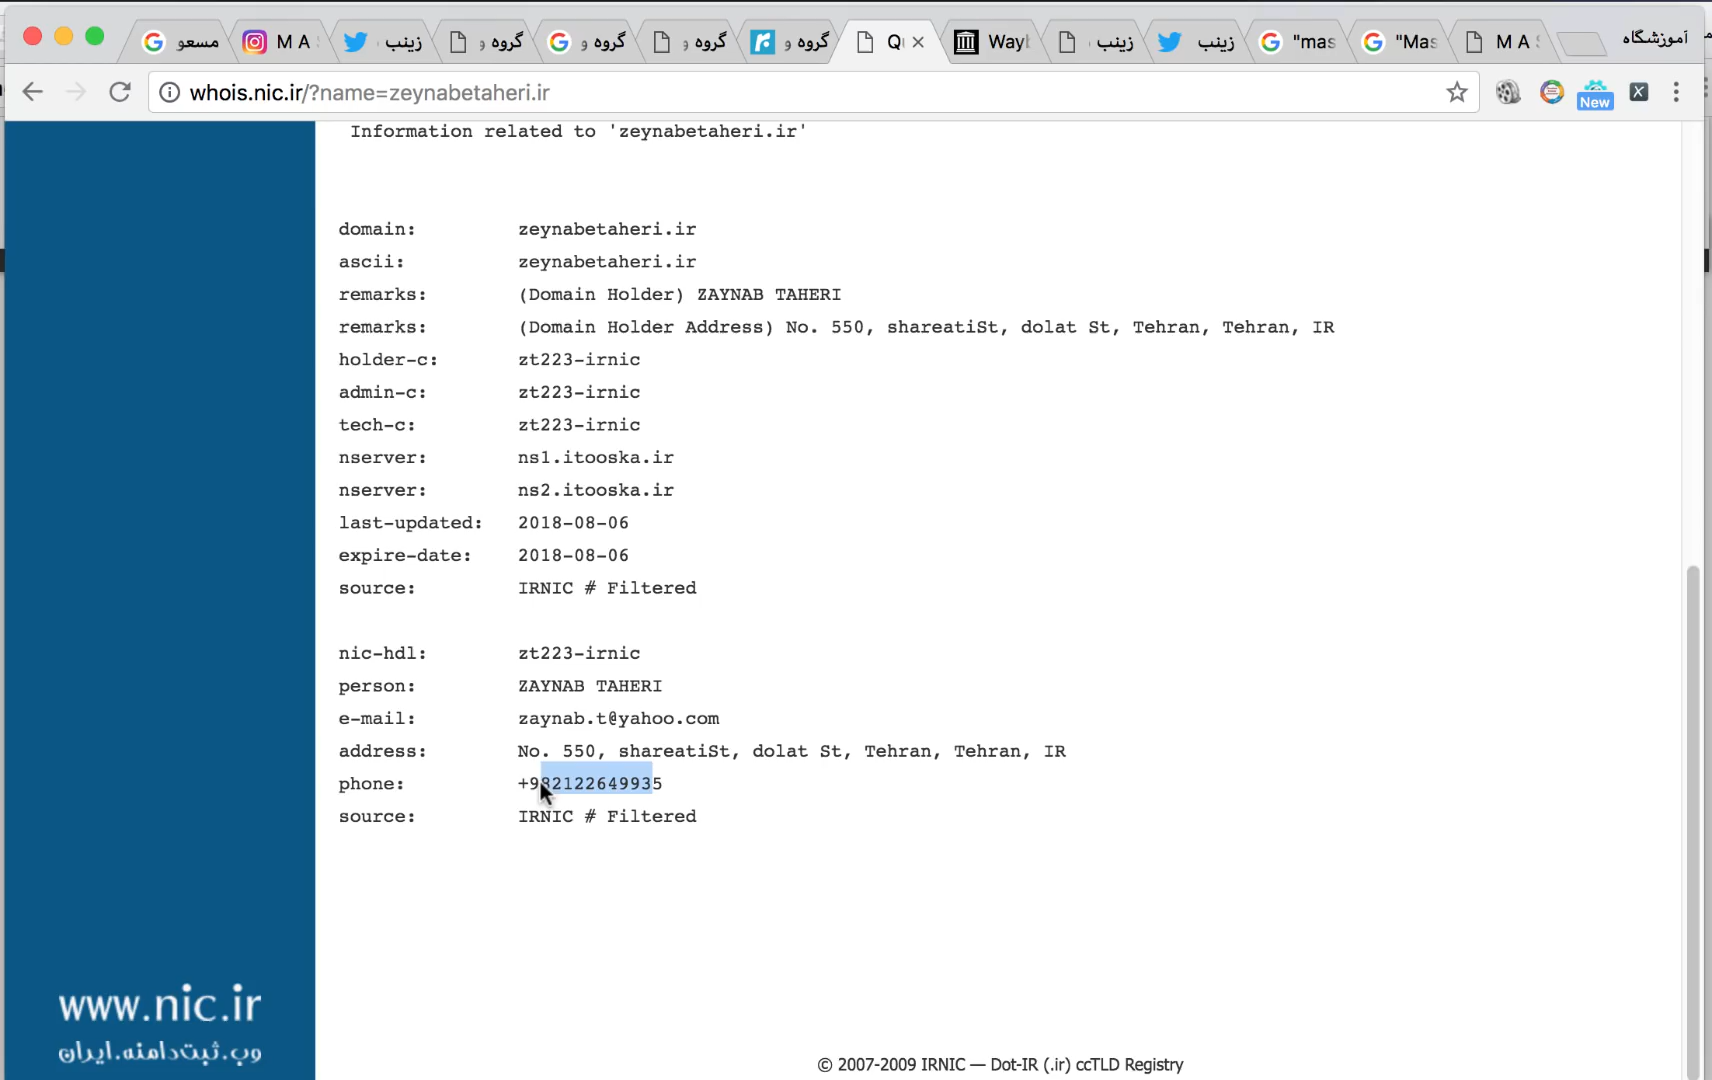 مسعو
M A
زینب
گروه و
گروه و
گروه و
گروه و
Q
Wayb
زینب
زینب
"mas
"Mas
M A
آموزشگاه
whois.nic.ir/?name=zeynabetaheri.ir
New
Information related to 'zeynabetaheri.ir'
domain: zeynabetaheri.ir
ascii: zeynabetaheri.ir
remarks: (Domain Holder) ZAYNAB TAHERI
remarks: (Domain Holder Address) No. 550, shareatiSt, dolat St, Tehran, Tehran, IR
holder-c: zt223-irnic
admin-c: zt223-irnic
tech-c: zt223-irnic
nserver: ns1.itooska.ir
nserver: ns2.itooska.ir
last-updated: 2018-08-06
expire-date: 2018-08-06
source: IRNIC # Filtered
nic-hdl: zt223-irnic
person: ZAYNAB TAHERI
e-mail: zaynab.t@yahoo.com
address: No. 550, shareatiSt, dolat St, Tehran, Tehran, IR
phone: +982122649935
source: IRNIC # Filtered
www.nic.ir
وب.ثبت‌دامنه.ایران
© 2007-2009 IRNIC — Dot-IR (.ir) ccTLD Registry